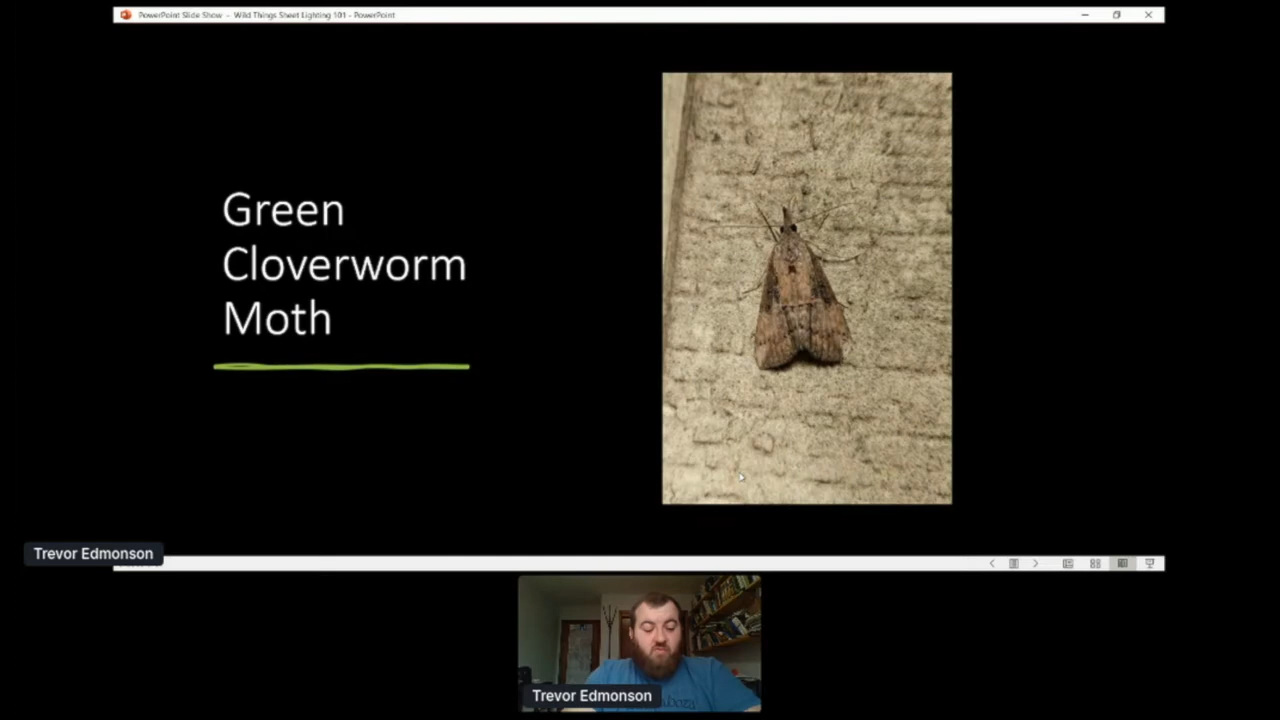 PowerPoint Slide Show - Wild Things Sheet Lighting 101 - PowerPoint
Green
Cloverworm
Moth
Trevor Edmonson
Trevor Edmonson